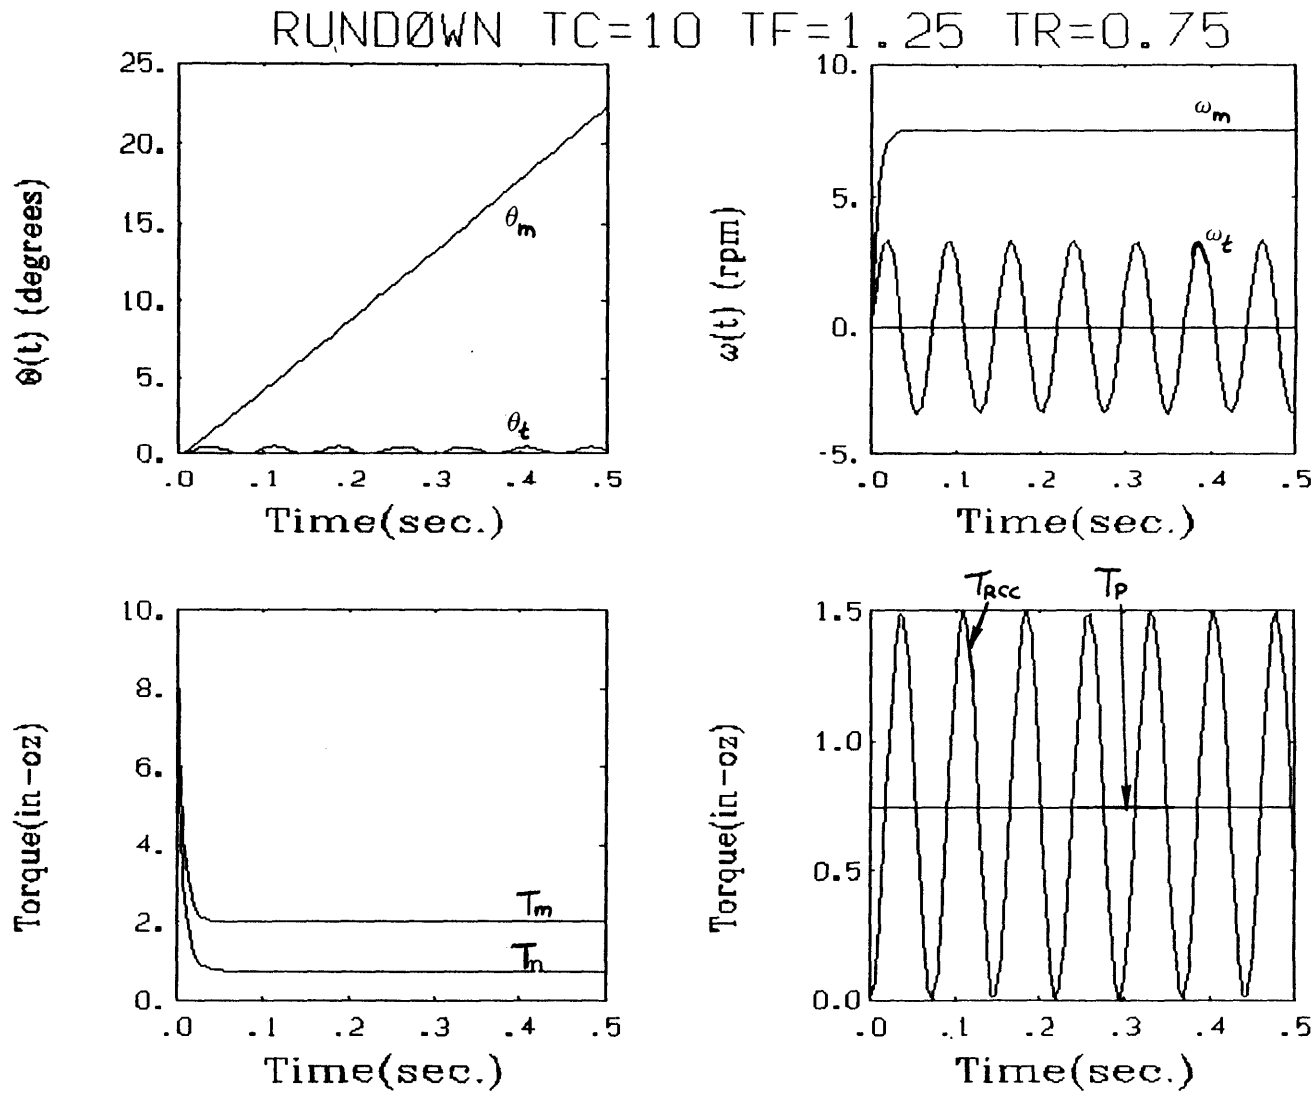 RUNDØWN TC=10 TF=1.25 TR=0.75
25.
20.
15.
10.
5.
0.
Θ(t) (degrees)
θm
θt
.0 .1 .2 .3 .4 .5
Time(sec.)
10.
5.
0.
-5.
ω(t) (rpm)
ωm
ωt
.0 .1 .2 .3 .4 .5
Time(sec.)
10.
8.
6.
4.
2.
0.
Torque(in-oz)
Tm
Tn
.0 .1 .2 .3 .4 .5
Time(sec.)
TRCC
TP
1.5
1.0
0.5
0.0
Torque(in-oz)
.0 .1 .2 .3 .4 .5
Time(sec.)